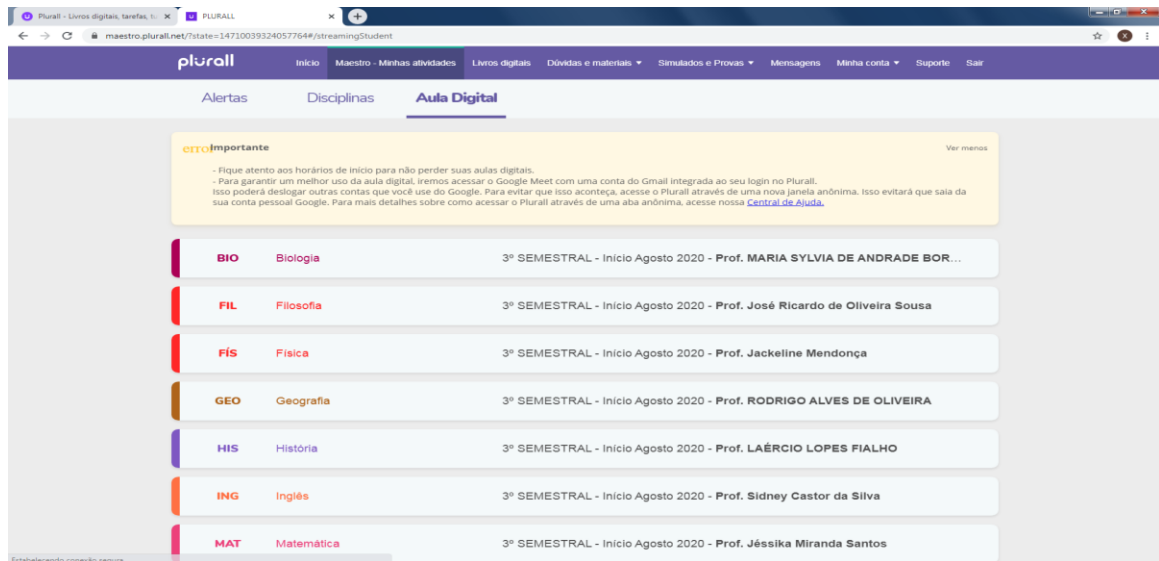 Plurall - Livros digitais, tarefas, t
PLURALL
maestro.plurall.net/?state=14710039324057764#/streamingStudent
plurall Início Maestro - Minhas atividades Livros digitais Dúvidas e materiais Simulados e Provas Mensagens Minha conta Suporte Sair
Alertas Disciplinas Aula Digital
erro Importante Ver menos
- Fique atento aos horários de início para não perder suas aulas digitais.
- Para garantir um melhor uso da aula digital, iremos acessar o Google Meet com uma conta do Gmail integrada ao seu login no Plurall.
Isso poderá deslogar outras contas que você use do Google. Para evitar que isso aconteça, acesse o Plurall através de uma nova janela anônima. Isso evitará que saia da
sua conta pessoal Google. Para mais detalhes sobre como acessar o Plurall através de uma aba anônima, acesse nossa Central de Ajuda.
BIO Biologia 3º SEMESTRAL - Início Agosto 2020 - Prof. MARIA SYLVIA DE ANDRADE BOR...
FIL Filosofia 3º SEMESTRAL - Início Agosto 2020 - Prof. José Ricardo de Oliveira Sousa
FÍS Física 3º SEMESTRAL - Início Agosto 2020 - Prof. Jackeline Mendonça
GEO Geografia 3º SEMESTRAL - Início Agosto 2020 - Prof. RODRIGO ALVES DE OLIVEIRA
HIS História 3º SEMESTRAL - Início Agosto 2020 - Prof. LAÉRCIO LOPES FIALHO
ING Inglês 3º SEMESTRAL - Início Agosto 2020 - Prof. Sidney Castor da Silva
MAT Matemática 3º SEMESTRAL - Início Agosto 2020 - Prof. Jéssika Miranda Santos
Estabelecendo conexão segura